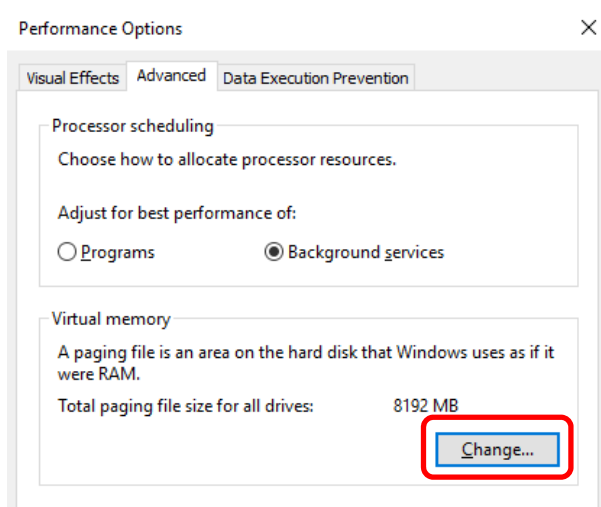 Performance Options
Visual Effects Advanced Data Execution Prevention
Processor scheduling
Choose how to allocate processor resources.
Adjust for best performance of:
Programs Background services
Virtual memory
A paging file is an area on the hard disk that Windows uses as if it
were RAM.
Total paging file size for all drives: 8192 MB
Change...